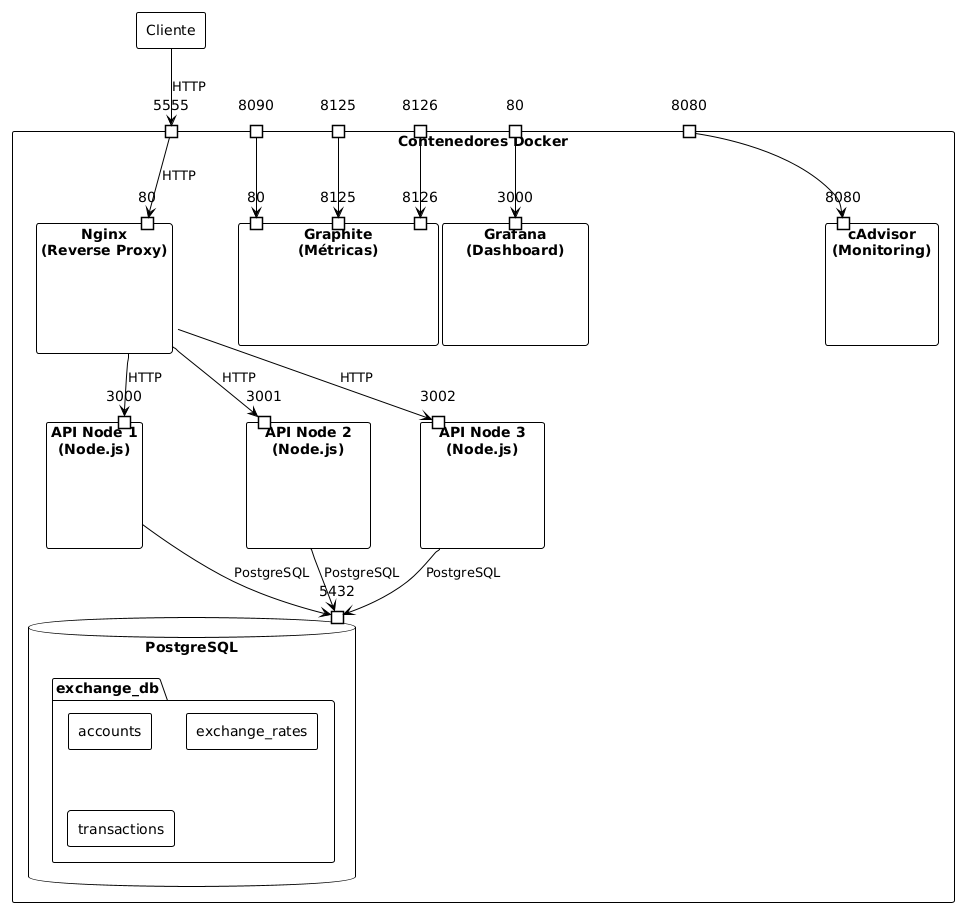 Cliente
HTTP
5555
8090
8125
8126
80
8080
Contenedores Docker
HTTP
80
80
8125
8126
3000
8080
Nginx
(Reverse Proxy)
Graphite
(Métricas)
Grafana
(Dashboard)
cAdvisor
(Monitoring)
HTTP
HTTP
HTTP
3000
3001
3002
API Node 1
(Node.js)
API Node 2
(Node.js)
API Node 3
(Node.js)
PostgreSQL
PostgreSQL
PostgreSQL
5432
PostgreSQL
exchange_db
accounts
exchange_rates
transactions